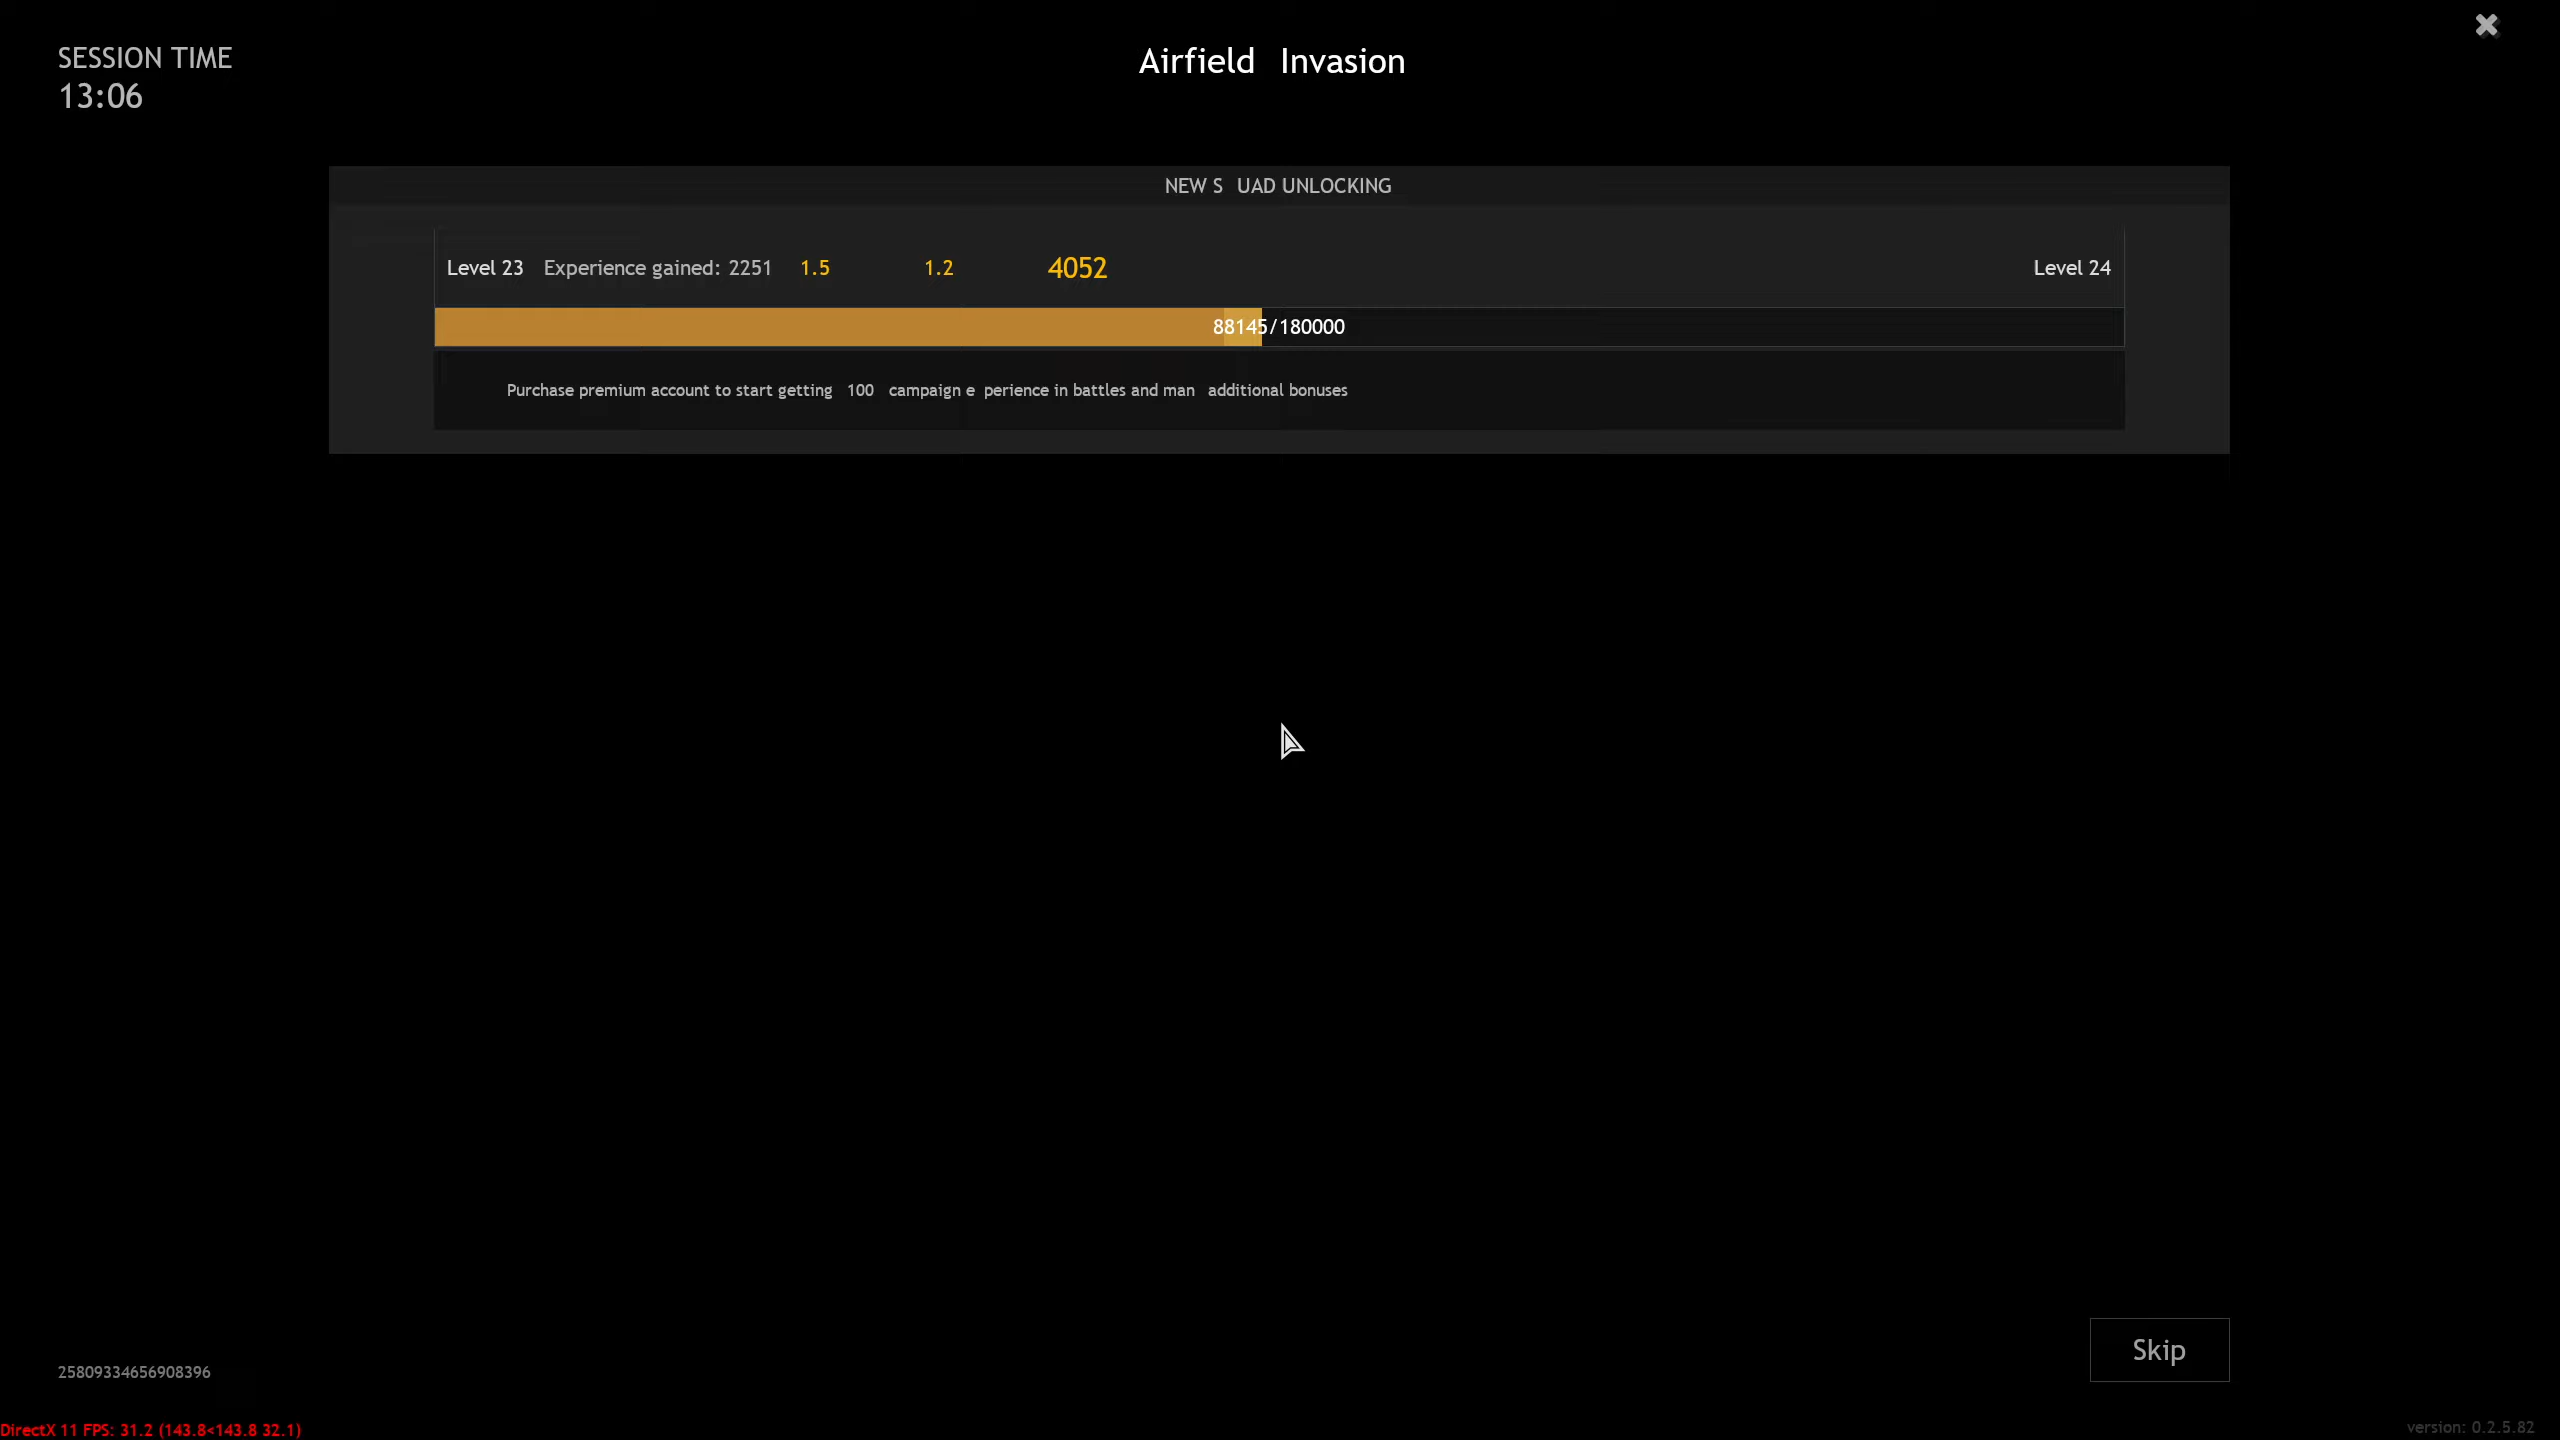 SESSION TIME
13:06
Airfield Invasion
NEW S UAD UNLOCKING
Level 23 Experience gained: 2251 1.5 1.2 4052 Level 24
88145/180000
Purchase premium account to start getting 100 campaign e perience in battles and man additional bonuses
Skip
25809334656908396
DirectX 11 FPS: 31.2 (143.8<143.8 32.1)
version: 0.2.5.82